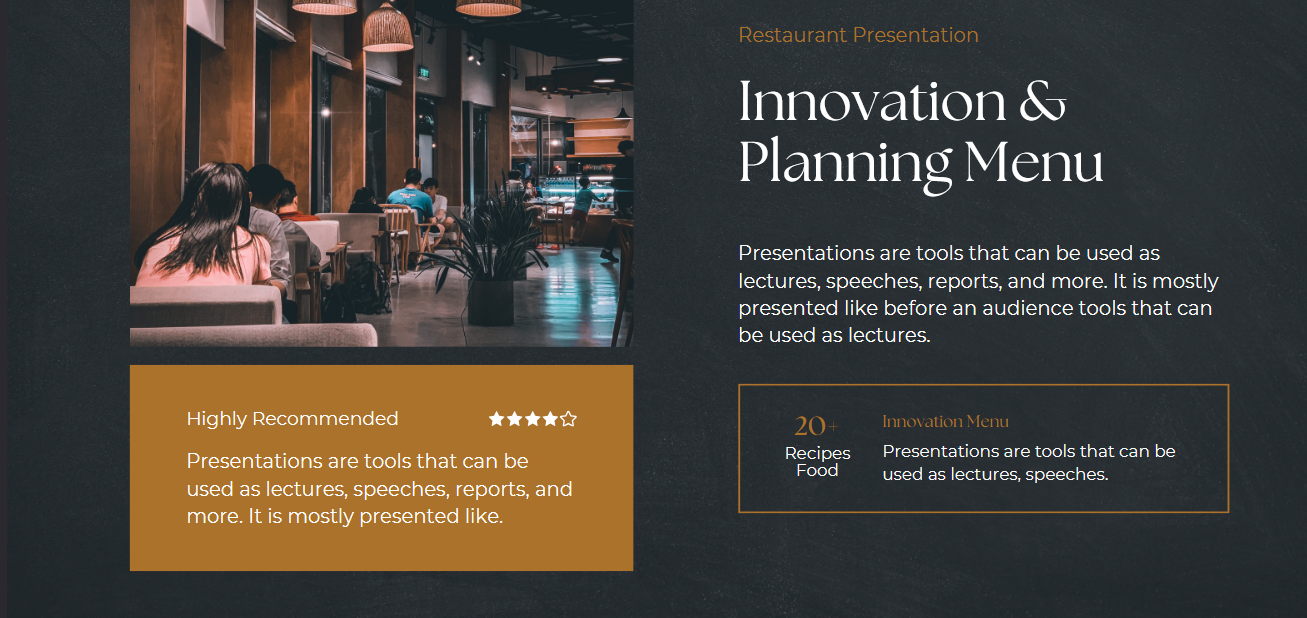 Restaurant Presentation
Innovation &
Planning Menu
Presentations are tools that can be used as
lectures, speeches, reports, and more. It is mostly
presented like before an audience tools that can
be used as lectures.
Highly Recommended
Presentations are tools that can be
used as lectures, speeches, reports, and
more. It is mostly presented like.
20+
Recipes
Food
Innovation Menu
Presentations are tools that can be
used as lectures, speeches.